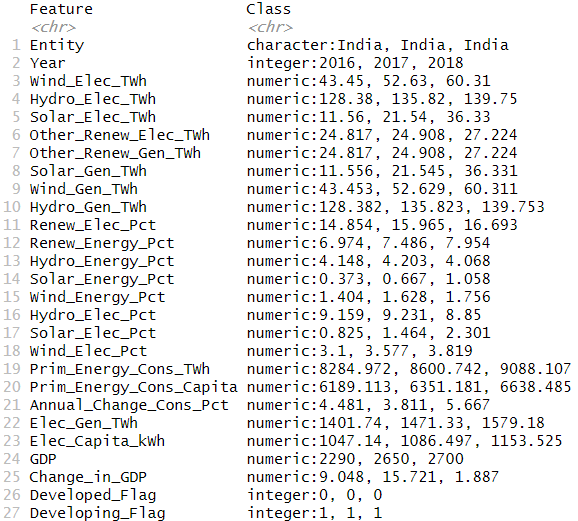 Feature Class
<chr> <chr>
1 Entity character:India, India, India
2 Year integer:2016, 2017, 2018
3 Wind_Elec_TWh numeric:43.45, 52.63, 60.31
4 Hydro_Elec_TWh numeric:128.38, 135.82, 139.75
5 Solar_Elec_TWh numeric:11.56, 21.54, 36.33
6 Other_Renew_Elec_TWh numeric:24.817, 24.908, 27.224
7 Other_Renew_Gen_TWh numeric:24.817, 24.908, 27.224
8 Solar_Gen_TWh numeric:11.556, 21.545, 36.331
9 Wind_Gen_TWh numeric:43.453, 52.629, 60.311
10 Hydro_Gen_TWh numeric:128.382, 135.823, 139.753
11 Renew_Elec_Pct numeric:14.854, 15.965, 16.693
12 Renew_Energy_Pct numeric:6.974, 7.486, 7.954
13 Hydro_Energy_Pct numeric:4.148, 4.203, 4.068
14 Solar_Energy_Pct numeric:0.373, 0.667, 1.058
15 Wind_Energy_Pct numeric:1.404, 1.628, 1.756
16 Hydro_Elec_Pct numeric:9.159, 9.231, 8.85
17 Solar_Elec_Pct numeric:0.825, 1.464, 2.301
18 Wind_Elec_Pct numeric:3.1, 3.577, 3.819
19 Prim_Energy_Cons_TWh numeric:8284.972, 8600.742, 9088.107
20 Prim_Energy_Cons_Capita numeric:6189.113, 6351.181, 6638.485
21 Annual_Change_Cons_Pct numeric:4.481, 3.811, 5.667
22 Elec_Gen_TWh numeric:1401.74, 1471.33, 1579.18
23 Elec_Capita_kWh numeric:1047.14, 1086.497, 1153.525
24 GDP numeric:2290, 2650, 2700
25 Change_in_GDP numeric:9.048, 15.721, 1.887
26 Developed_Flag integer:0, 0, 0
27 Developing_Flag integer:1, 1, 1